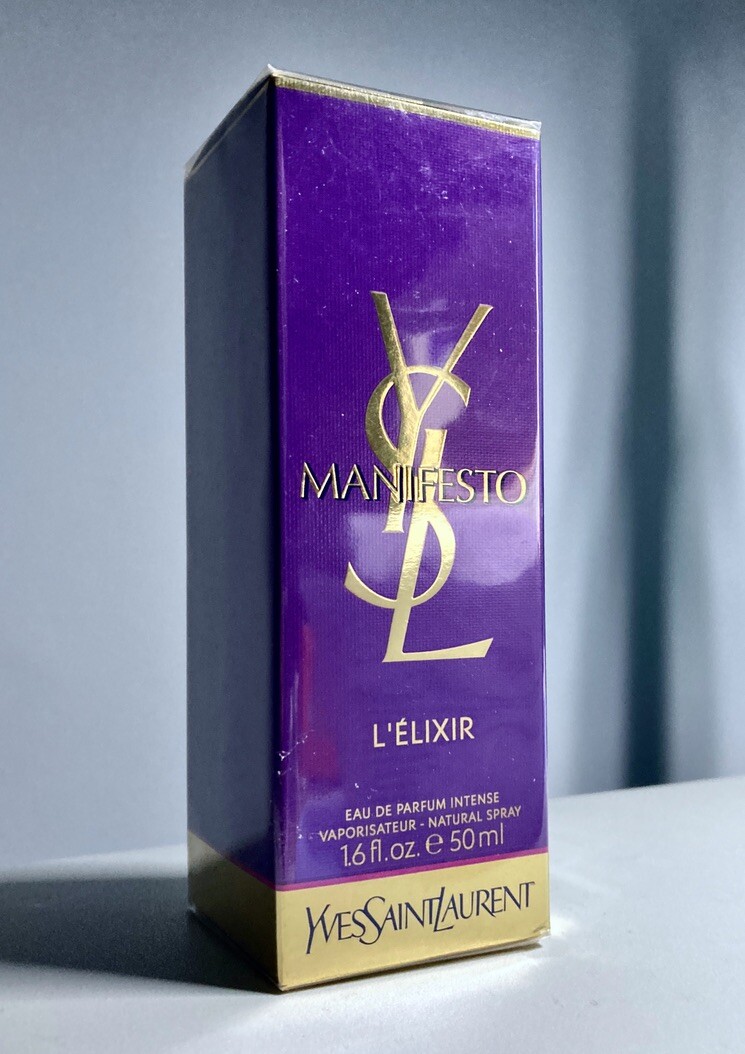 YSL
MANIFESTO
L'ÉLIXIR
EAU DE PARFUM INTENSE
VAPORISATEUR - NATURAL SPRAY
1.6 fl.oz. ℮ 50 ml
YVESSAINTLAURENT